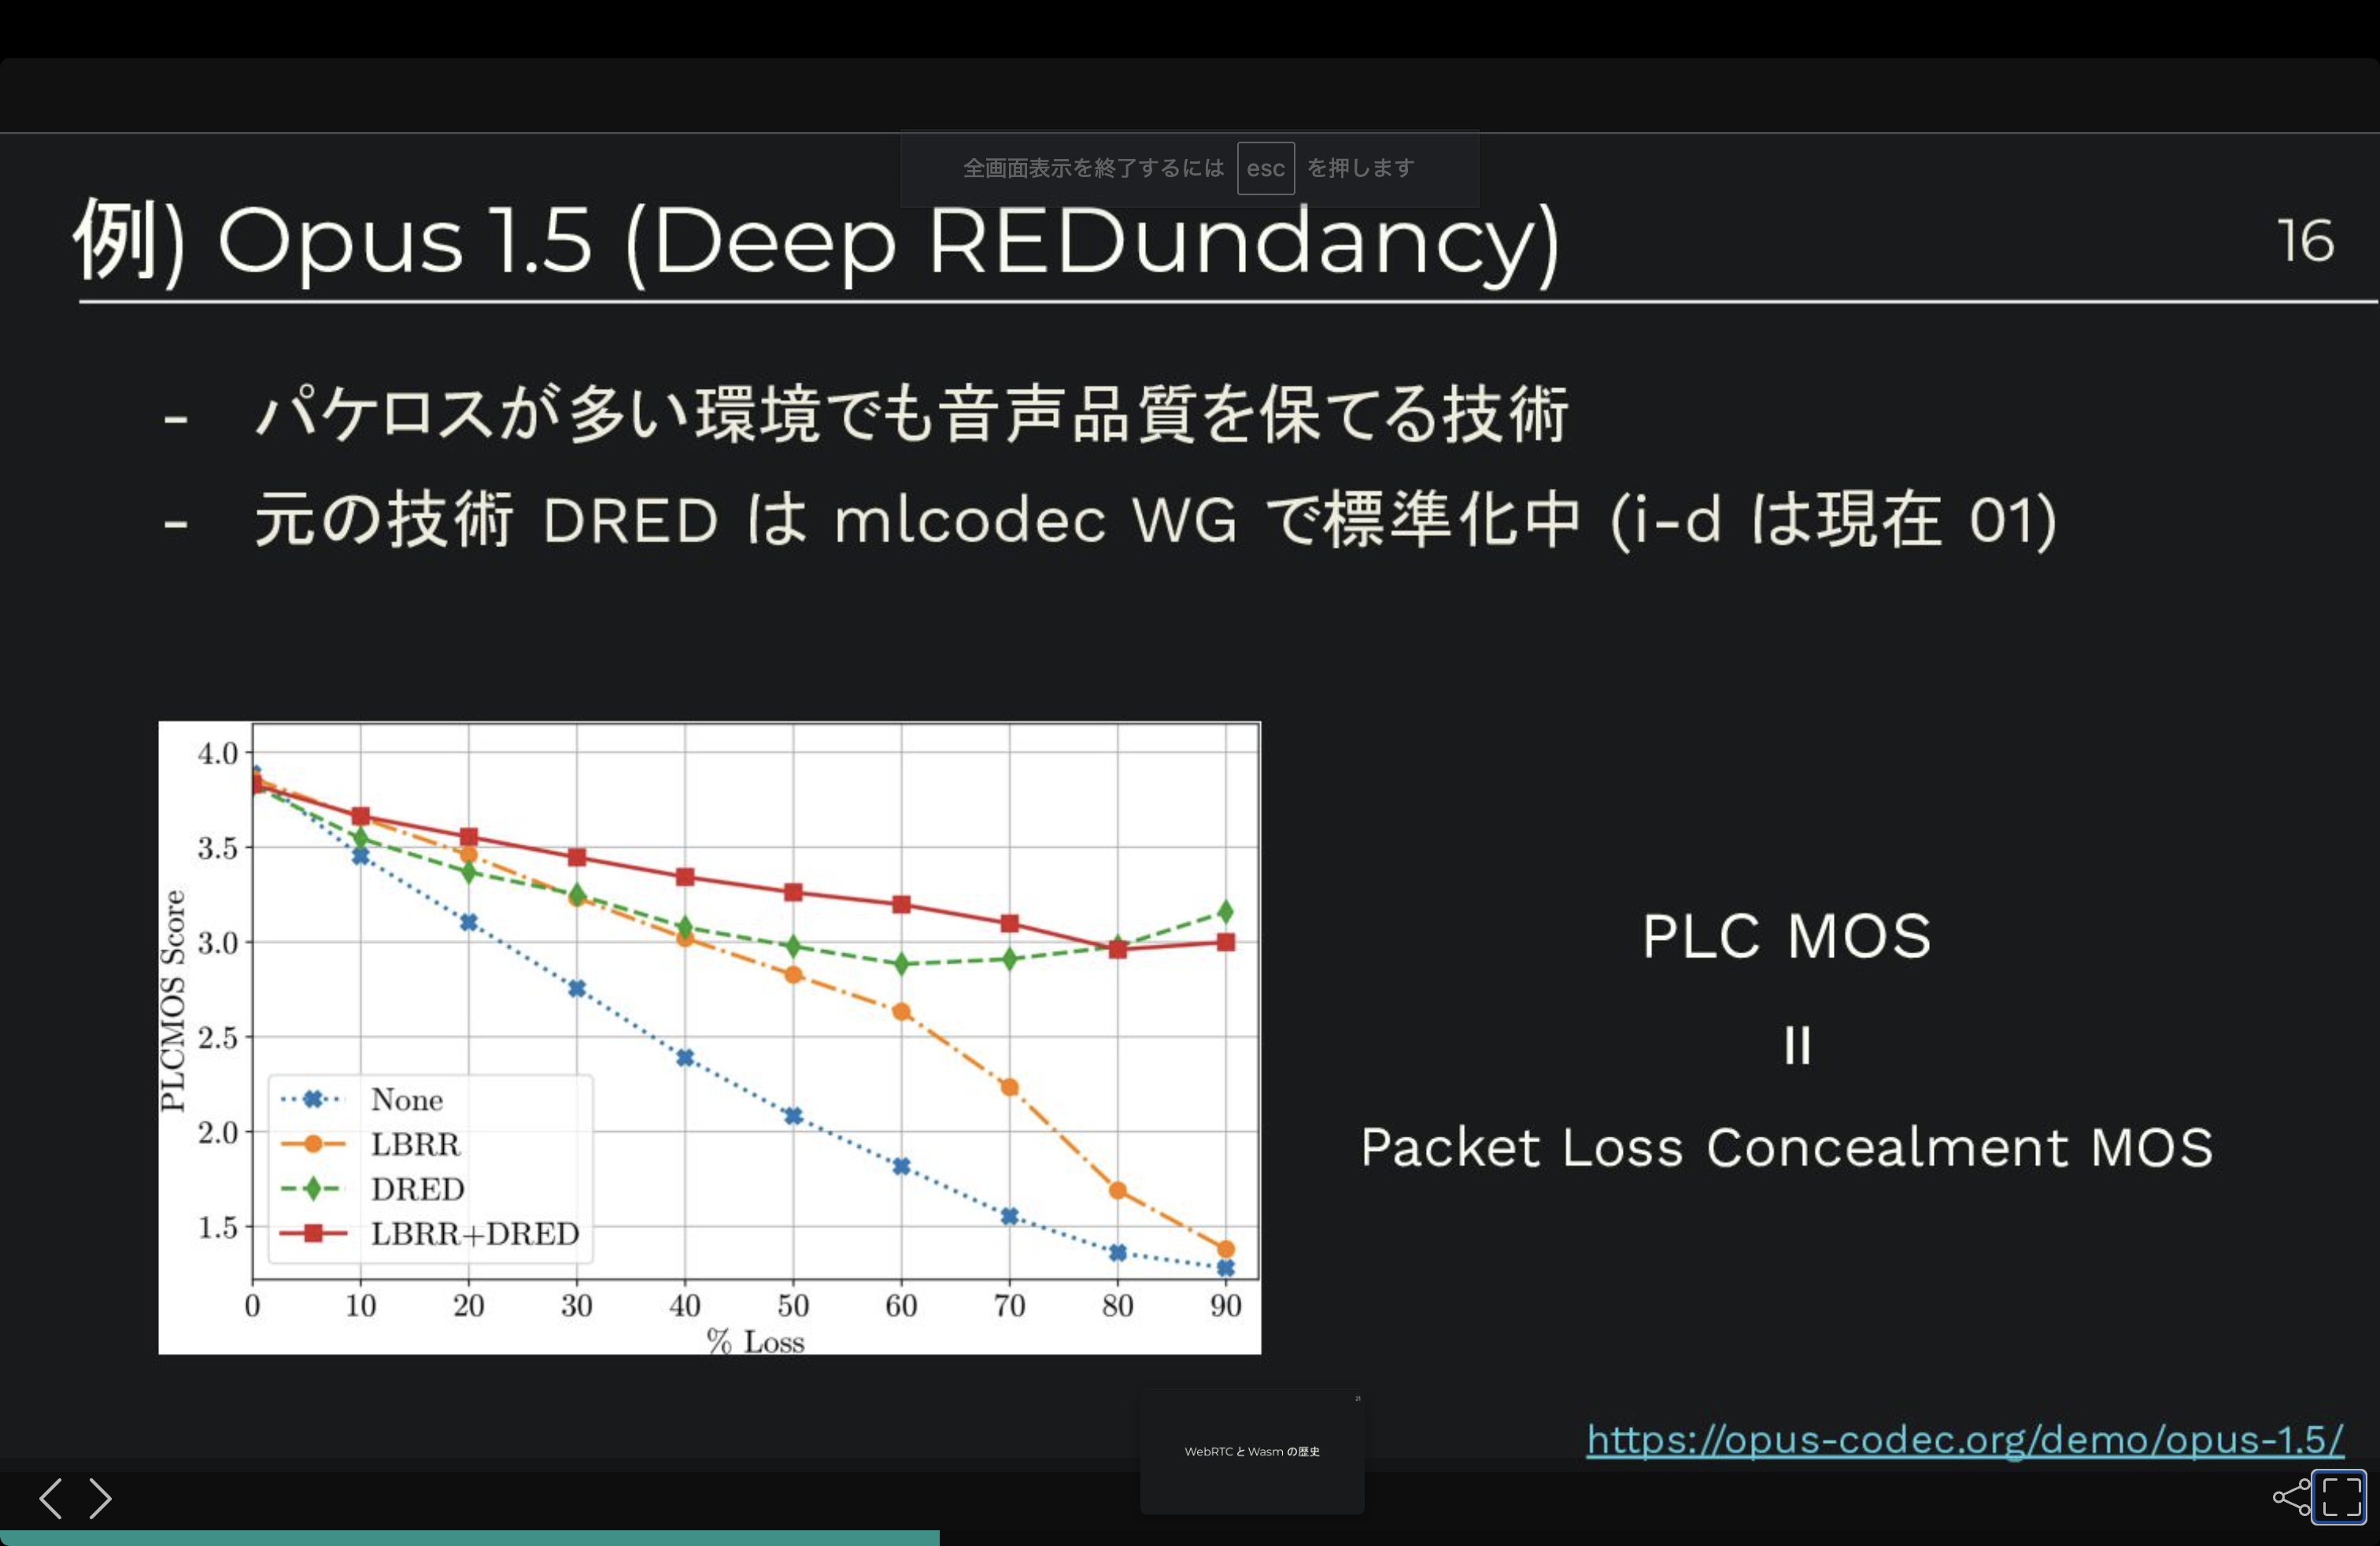 全画面表示を終了するには esc を押します
例) Opus 1.5 (Deep REDundancy)
16
- パケロスが多い環境でも音声品質を保てる技術
- 元の技術 DRED は mlcodec WG で標準化中 (i-d は現在 01)
4.0
3.5
3.0
2.5
2.0
1.5
PLCMOS Score
None
LBRR
DRED
LBRR+DRED
0 10 20 30 40 50 60 70 80 90
% Loss
PLC MOS
=
Packet Loss Concealment MOS
WebRTC と Wasm の歴史
https://opus-codec.org/demo/opus-1.5/